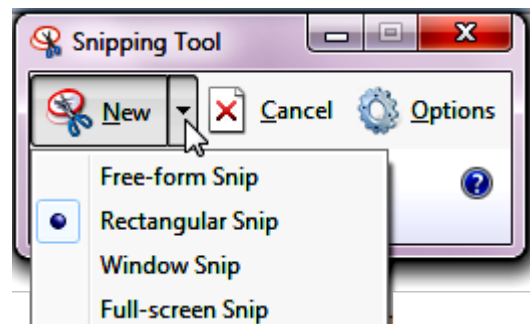 Snipping Tool
New Cancel Options
Free-form Snip
Rectangular Snip
Window Snip
Full-screen Snip